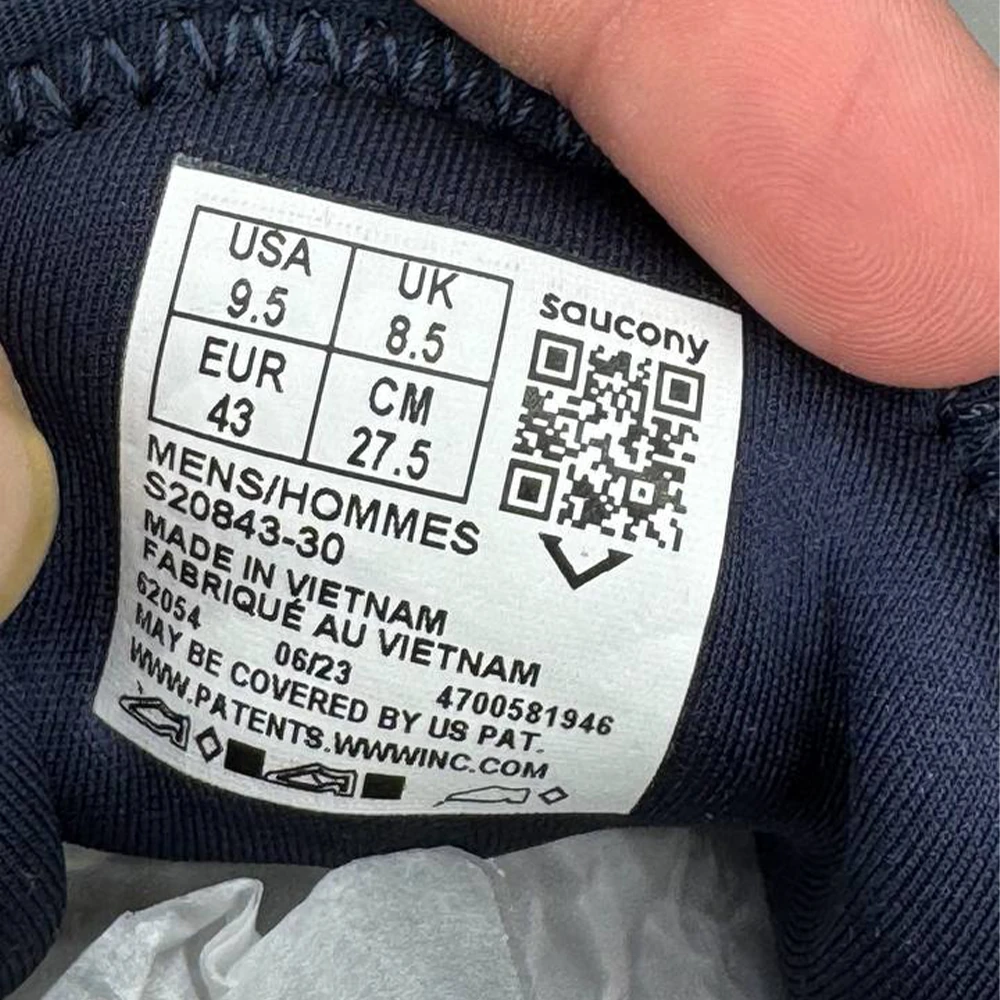 USA
9.5
UK
8.5
EUR
43
CM
27.5
saucony
MENS/HOMMES
S20843-30
MADE IN VIETNAM
FABRIQUÉ AU VIETNAM
62054 06/23 4700581946
MAY BE COVERED BY US PAT.
WWW.PATENTS.WWWINC.COM